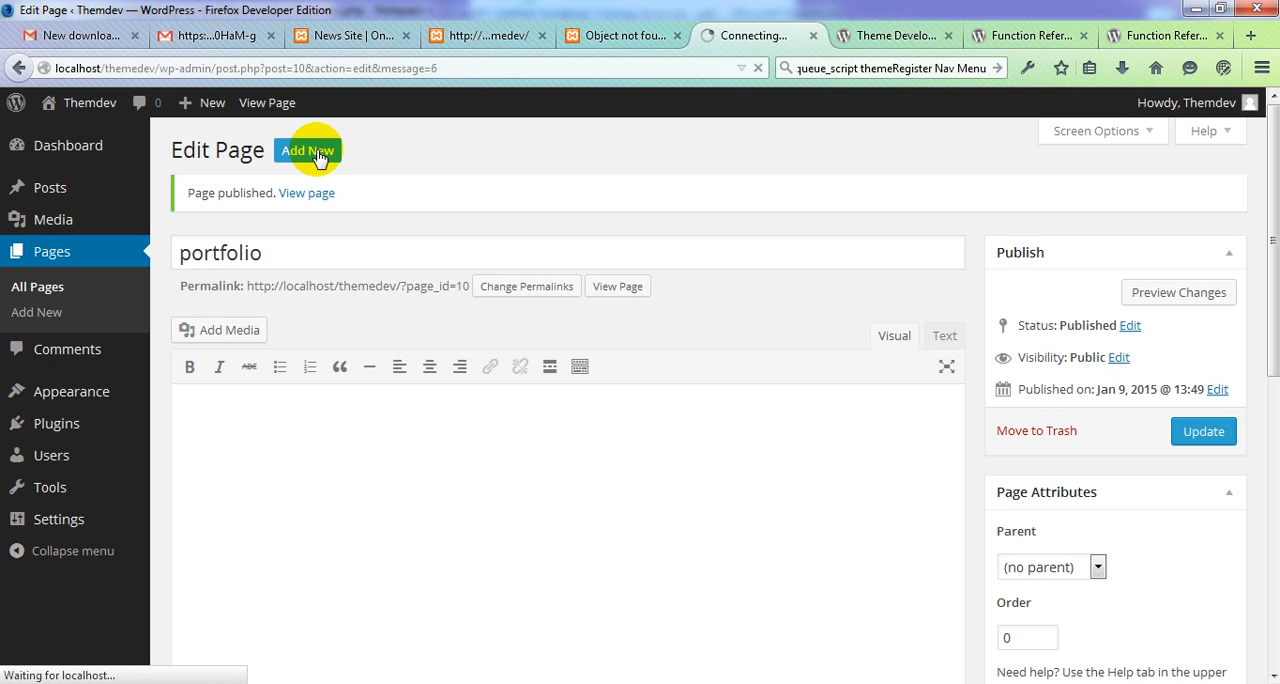 Edit Page ‹ Themdev — WordPress - Firefox Developer Edition
New downloa...
https:...0HaM-g
News Site | On...
http://...medev/
Object not fou...
Connecting...
Theme Develo...
Function Refer...
Function Refer...
localhost/themedev/wp-admin/post.php?post=10&action=edit&message=6
queue_script themeRegister Nav Menu
Themdev
0
New
View Page
Howdy, Themdev
Dashboard
Posts
Media
Pages
All Pages
Add New
Comments
Appearance
Plugins
Users
Tools
Settings
Collapse menu
Screen Options
Help
Edit Page
Add New
Page published. View page
portfolio
Permalink: http://localhost/themedev/?page_id=10
Change Permalinks
View Page
Add Media
Visual
Text
B
I
ABC
Publish
Preview Changes
Status: Published Edit
Visibility: Public Edit
Published on: Jan 9, 2015 @ 13:49 Edit
Move to Trash
Update
Page Attributes
Parent
(no parent)
Order
0
Need help? Use the Help tab in the upper
Waiting for localhost...